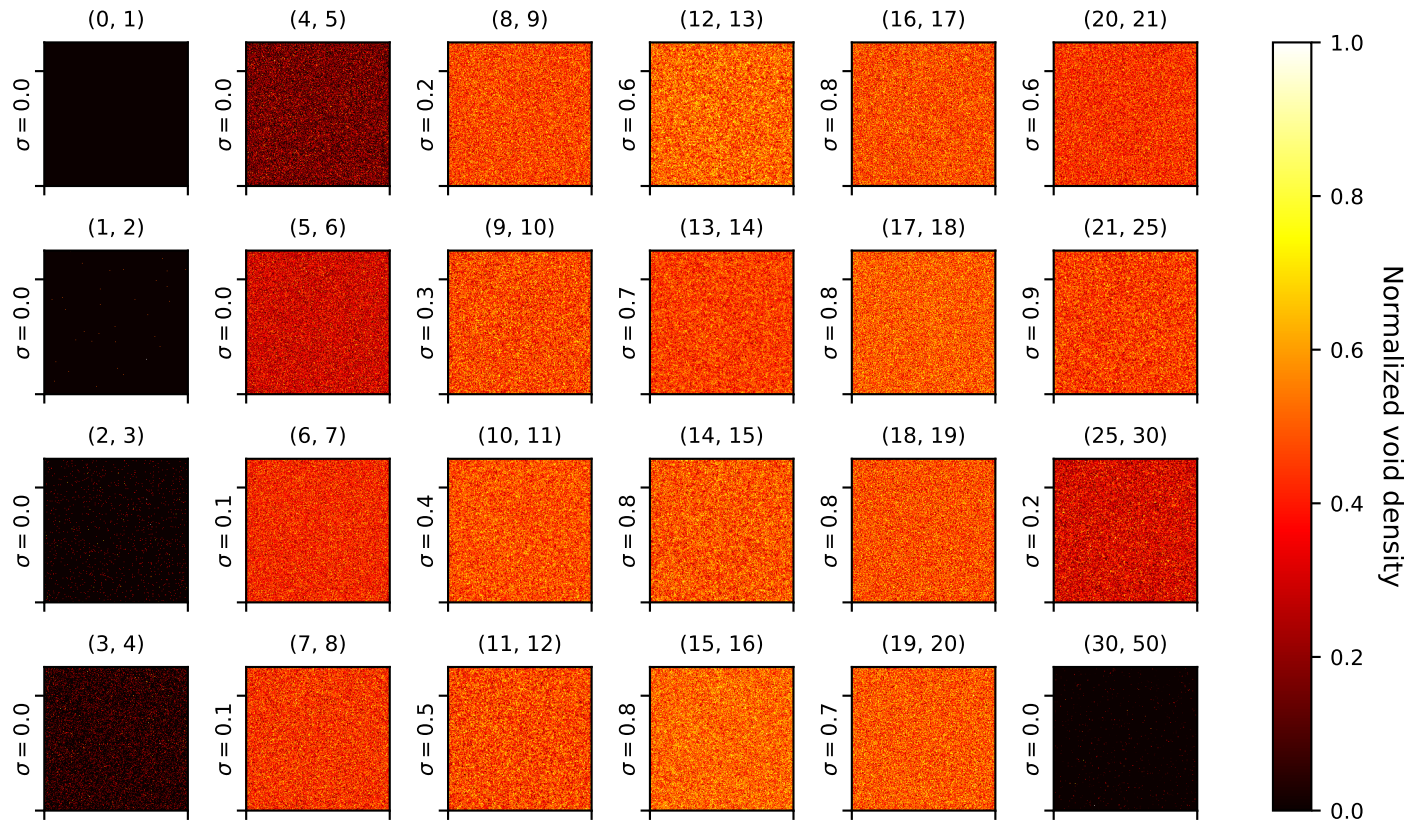 (0, 1)
(4, 5)
(8, 9)
(12, 13)
(16, 17)
(20, 21)
σ = 0.0
σ = 0.0
σ = 0.2
σ = 0.6
σ = 0.8
σ = 0.6
(1, 2)
(5, 6)
(9, 10)
(13, 14)
(17, 18)
(21, 25)
σ = 0.0
σ = 0.0
σ = 0.3
σ = 0.7
σ = 0.8
σ = 0.9
(2, 3)
(6, 7)
(10, 11)
(14, 15)
(18, 19)
(25, 30)
σ = 0.0
σ = 0.1
σ = 0.4
σ = 0.8
σ = 0.8
σ = 0.2
(3, 4)
(7, 8)
(11, 12)
(15, 16)
(19, 20)
(30, 50)
σ = 0.0
σ = 0.1
σ = 0.5
σ = 0.8
σ = 0.7
σ = 0.0
1.0
0.8
0.6
0.4
0.2
0.0
Normalized void density